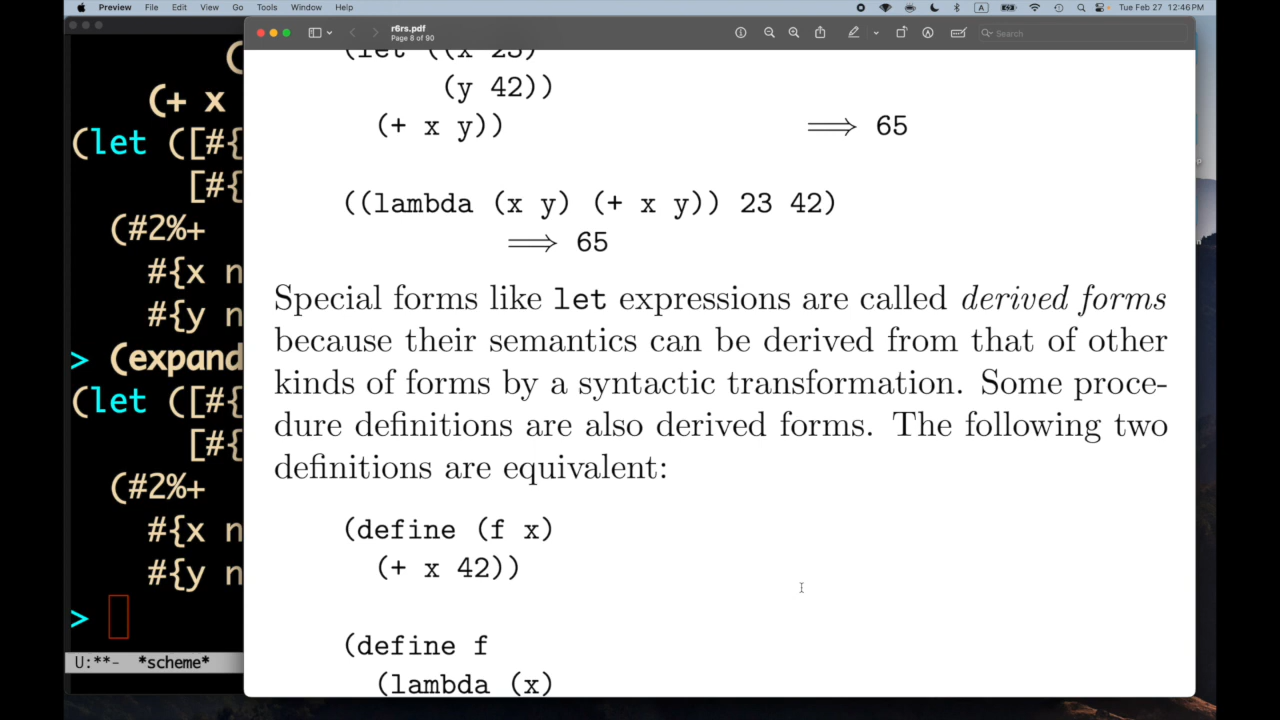 Preview File Edit View Go Tools Window Help A Tue Feb 27 12:46 PM
r6rs.pdf
Page 8 of 90
Search
(
(+ x
(let ([#{
[#{
(#2%+
#{x n
#{y n
> (expand
(let ([#{
[#{
(#2%+
#{x n
#{y n
>
U:**- *scheme*
(let ((x 23)
(y 42))
(+ x y)) ⟹ 65
((lambda (x y) (+ x y)) 23 42)
⟹ 65
Special forms like let expressions are called derived forms
because their semantics can be derived from that of other
kinds of forms by a syntactic transformation. Some proce-
dure definitions are also derived forms. The following two
definitions are equivalent:
(define (f x)
(+ x 42))
(define f
(lambda (x)